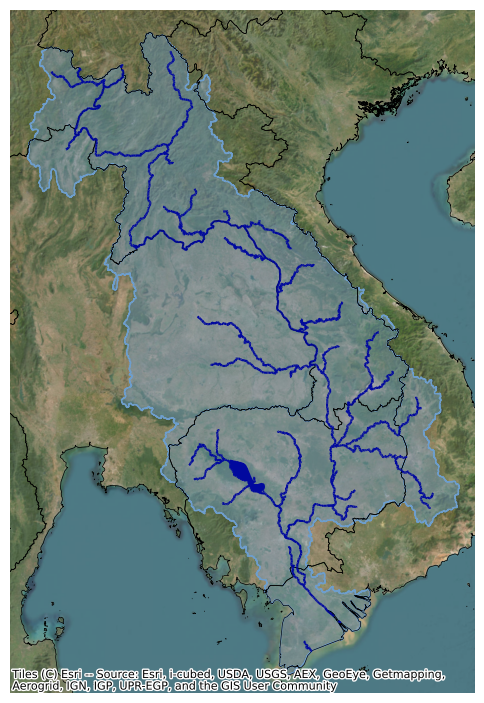 Tiles (C) Esri -- Source: Esri, i-cubed, USDA, USGS, AEX, GeoEye, Getmapping,
Aerogrid, IGN, IGP, UPR-EGP, and the GIS User Community